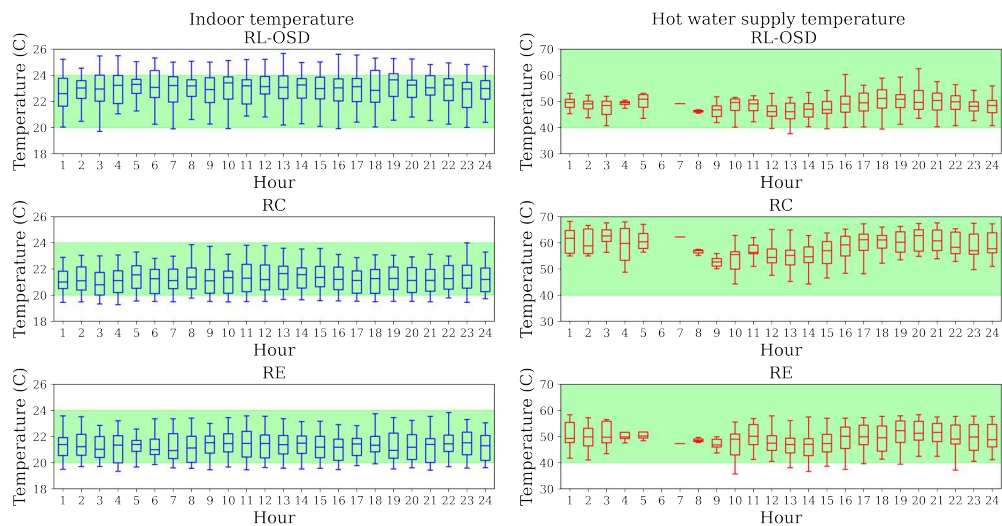 Indoor temperature
RL-OSD
Temperature (C)
26
24
22
20
18
1 2 3 4 5 6 7 8 9 10 11 12 13 14 15 16 17 18 19 20 21 22 23 24
Hour
RC
Temperature (C)
26
24
22
20
18
1 2 3 4 5 6 7 8 9 10 11 12 13 14 15 16 17 18 19 20 21 22 23 24
Hour
RE
Temperature (C)
26
24
22
20
18
1 2 3 4 5 6 7 8 9 10 11 12 13 14 15 16 17 18 19 20 21 22 23 24
Hour
Hot water supply temperature
RL-OSD
Temperature (C)
70
60
50
40
30
1 2 3 4 5 6 7 8 9 10 11 12 13 14 15 16 17 18 19 20 21 22 23 24
Hour
RC
Temperature (C)
70
60
50
40
30
1 2 3 4 5 6 7 8 9 10 11 12 13 14 15 16 17 18 19 20 21 22 23 24
Hour
RE
Temperature (C)
70
60
50
40
30
1 2 3 4 5 6 7 8 9 10 11 12 13 14 15 16 17 18 19 20 21 22 23 24
Hour